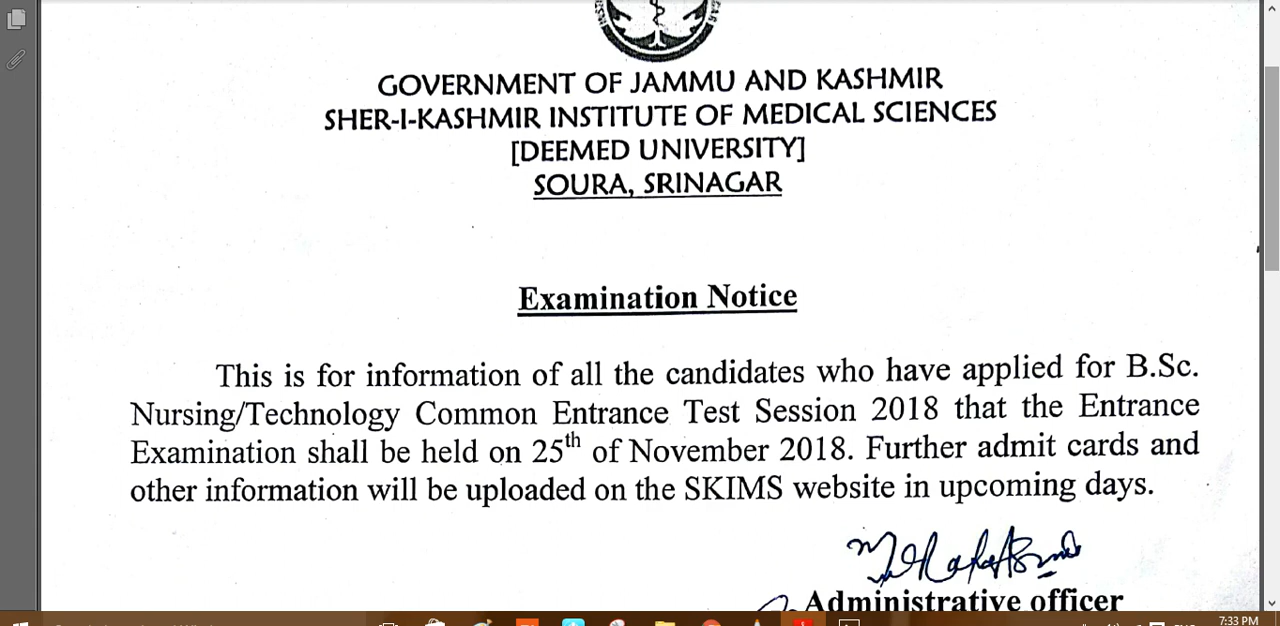 GOVERNMENT OF JAMMU AND KASHMIR
SHER-I-KASHMIR INSTITUTE OF MEDICAL SCIENCES
[DEEMED UNIVERSITY]
SOURA, SRINAGAR
Examination Notice
This is for information of all the candidates who have applied for B.Sc.
Nursing/Technology Common Entrance Test Session 2018 that the Entrance
Examination shall be held on 25th of November 2018. Further admit cards and
other information will be uploaded on the SKIMS website in upcoming days.
Administrative officer
7:33 PM